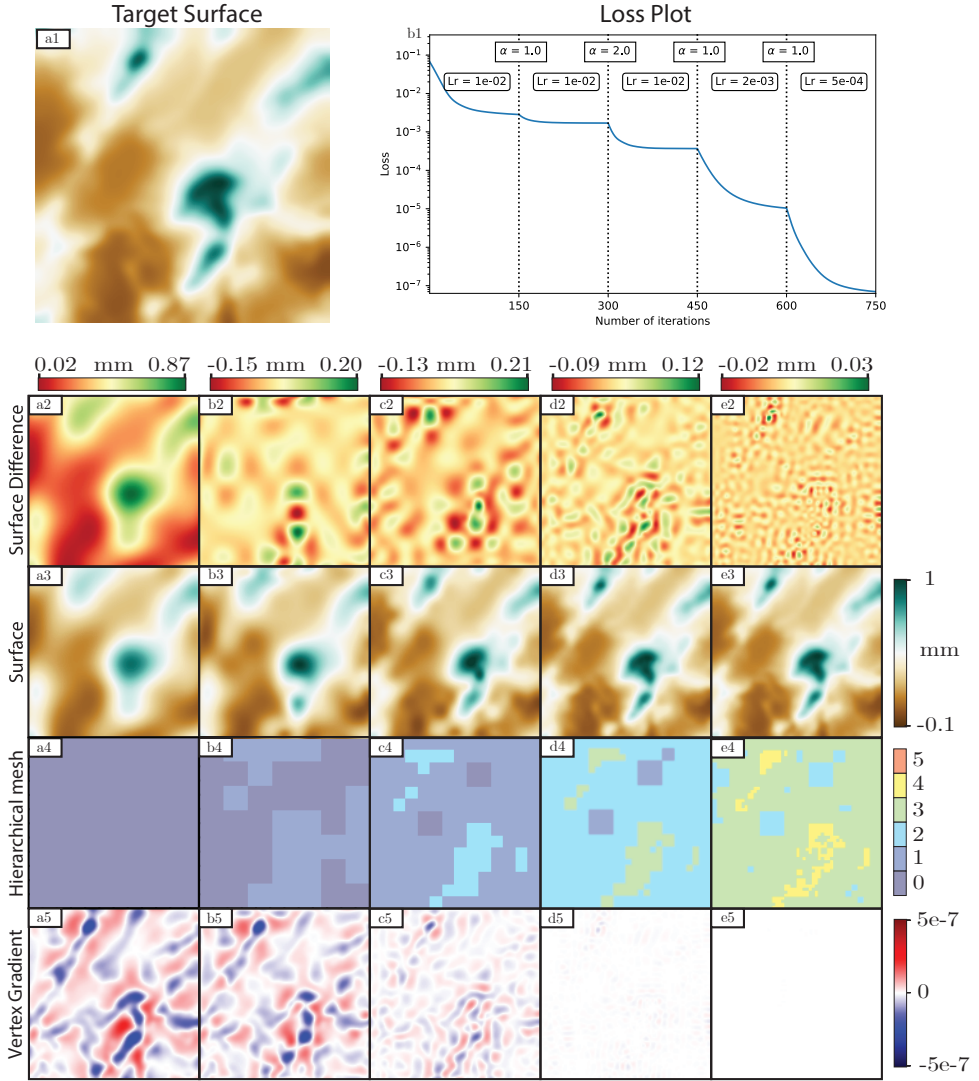 Target Surface
Loss Plot
a1
b1
10⁻¹
10⁻²
10⁻³
10⁻⁴
10⁻⁵
10⁻⁶
10⁻⁷
Loss
α = 1.0
α = 2.0
α = 1.0
α = 1.0
Lr = 1e-02
Lr = 1e-02
Lr = 1e-02
Lr = 2e-03
Lr = 5e-04
150
300
450
600
750
Number of iterations
0.02 mm 0.87
-0.15 mm 0.20
-0.13 mm 0.21
-0.09 mm 0.12
-0.02 mm 0.03
Surface Difference
a2
b2
c2
d2
e2
Surface
a3
b3
c3
d3
e3
1
mm
-0.1
Hierarchical mesh
a4
b4
c4
d4
e4
5
4
3
2
1
0
Vertex Gradient
a5
b5
c5
d5
e5
5e-7
0
-5e-7